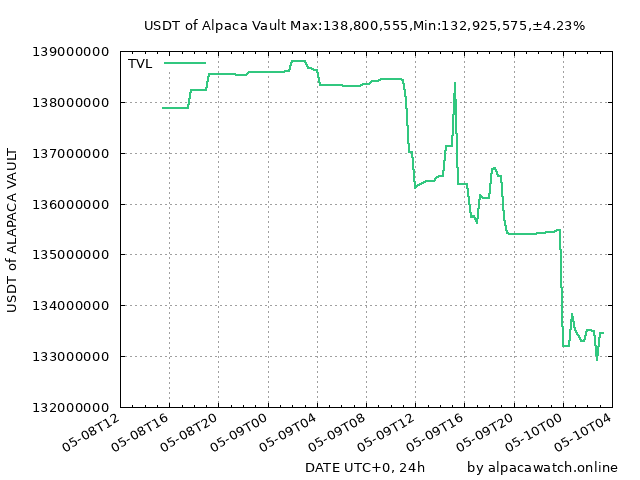 USDT of Alpaca Vault Max:138,800,555,Min:132,925,575,±4.23%
TVL
139000000
138000000
137000000
136000000
135000000
134000000
133000000
132000000
USDT of ALAPACA VAULT
05-08T12
05-08T16
05-08T20
05-09T00
05-09T04
05-09T08
05-09T12
05-09T16
05-09T20
05-10T00
05-10T04
DATE UTC+0, 24h
by alpacawatch.online